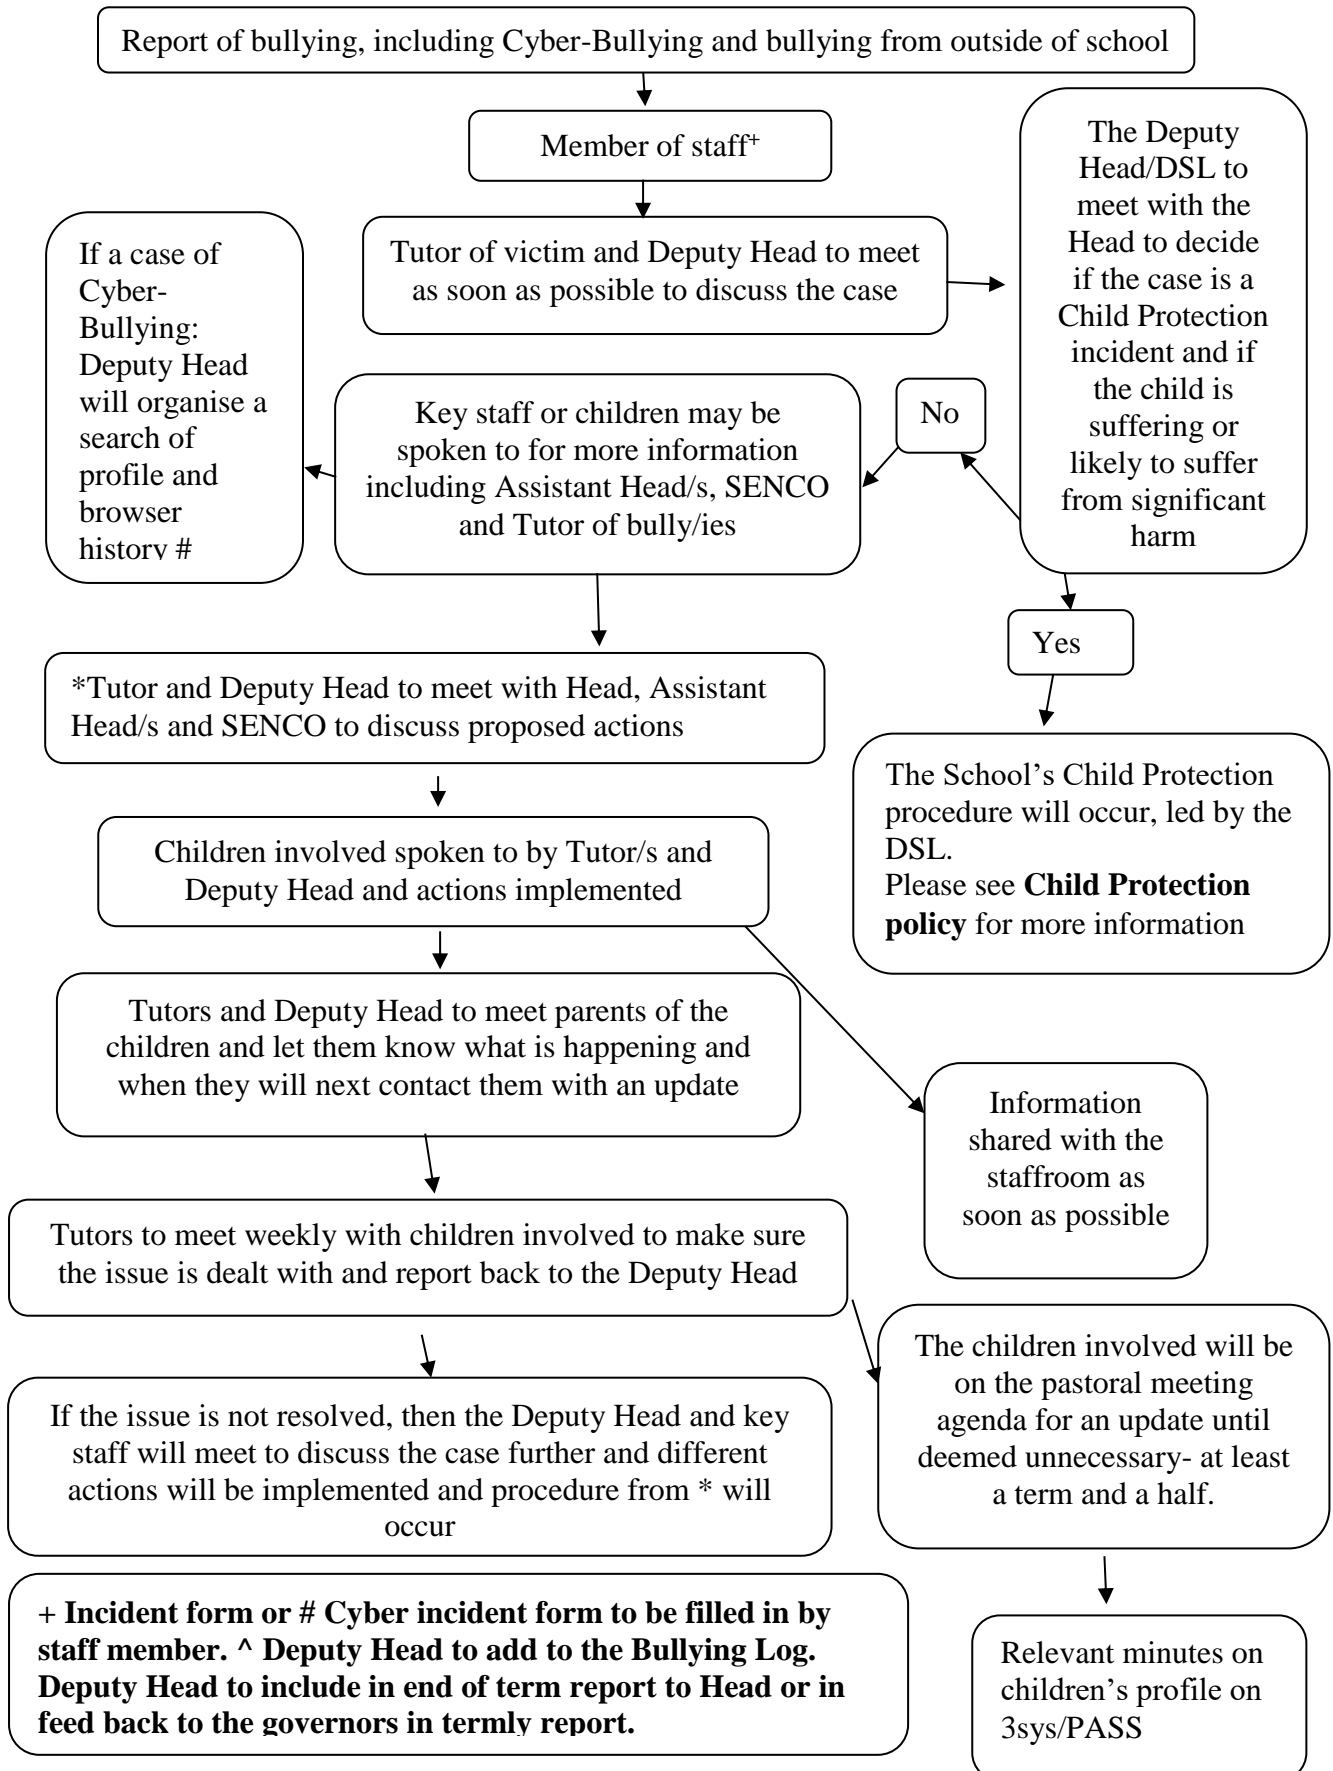 Report of bullying, including Cyber-Bullying and bullying from outside of school
Member of staff+
Tutor of victim and Deputy Head to meet
as soon as possible to discuss the case
The Deputy
Head/DSL to
meet with the
Head to decide
if the case is a
Child Protection
incident and if
the child is
suffering or
likely to suffer
from significant
harm
If a case of
Cyber-
Bullying:
Deputy Head
will organise a
search of
profile and
browser
history #
Key staff or children may be
spoken to for more information
including Assistant Head/s, SENCO
and Tutor of bully/ies
No
Yes
*Tutor and Deputy Head to meet with Head, Assistant
Head/s and SENCO to discuss proposed actions
The School’s Child Protection
procedure will occur, led by the
DSL.
Please see Child Protection
policy for more information
Children involved spoken to by Tutor/s and
Deputy Head and actions implemented
Tutors and Deputy Head to meet parents of the
children and let them know what is happening and
when they will next contact them with an update
Information
shared with the
staffroom as
soon as possible
Tutors to meet weekly with children involved to make sure
the issue is dealt with and report back to the Deputy Head
The children involved will be
on the pastoral meeting
agenda for an update until
deemed unnecessary- at least
a term and a half.
If the issue is not resolved, then the Deputy Head and key
staff will meet to discuss the case further and different
actions will be implemented and procedure from * will
occur
+ Incident form or # Cyber incident form to be filled in by
staff member. ^ Deputy Head to add to the Bullying Log.
Deputy Head to include in end of term report to Head or in
feed back to the governors in termly report.
Relevant minutes on
children’s profile on
3sys/PASS